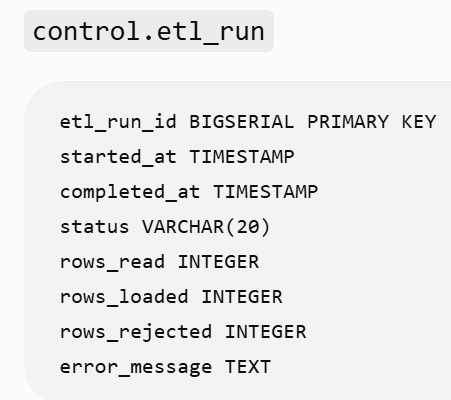 control.etl_run
etl_run_id BIGSERIAL PRIMARY KEY
started_at TIMESTAMP
completed_at TIMESTAMP
status VARCHAR(20)
rows_read INTEGER
rows_loaded INTEGER
rows_rejected INTEGER
error_message TEXT